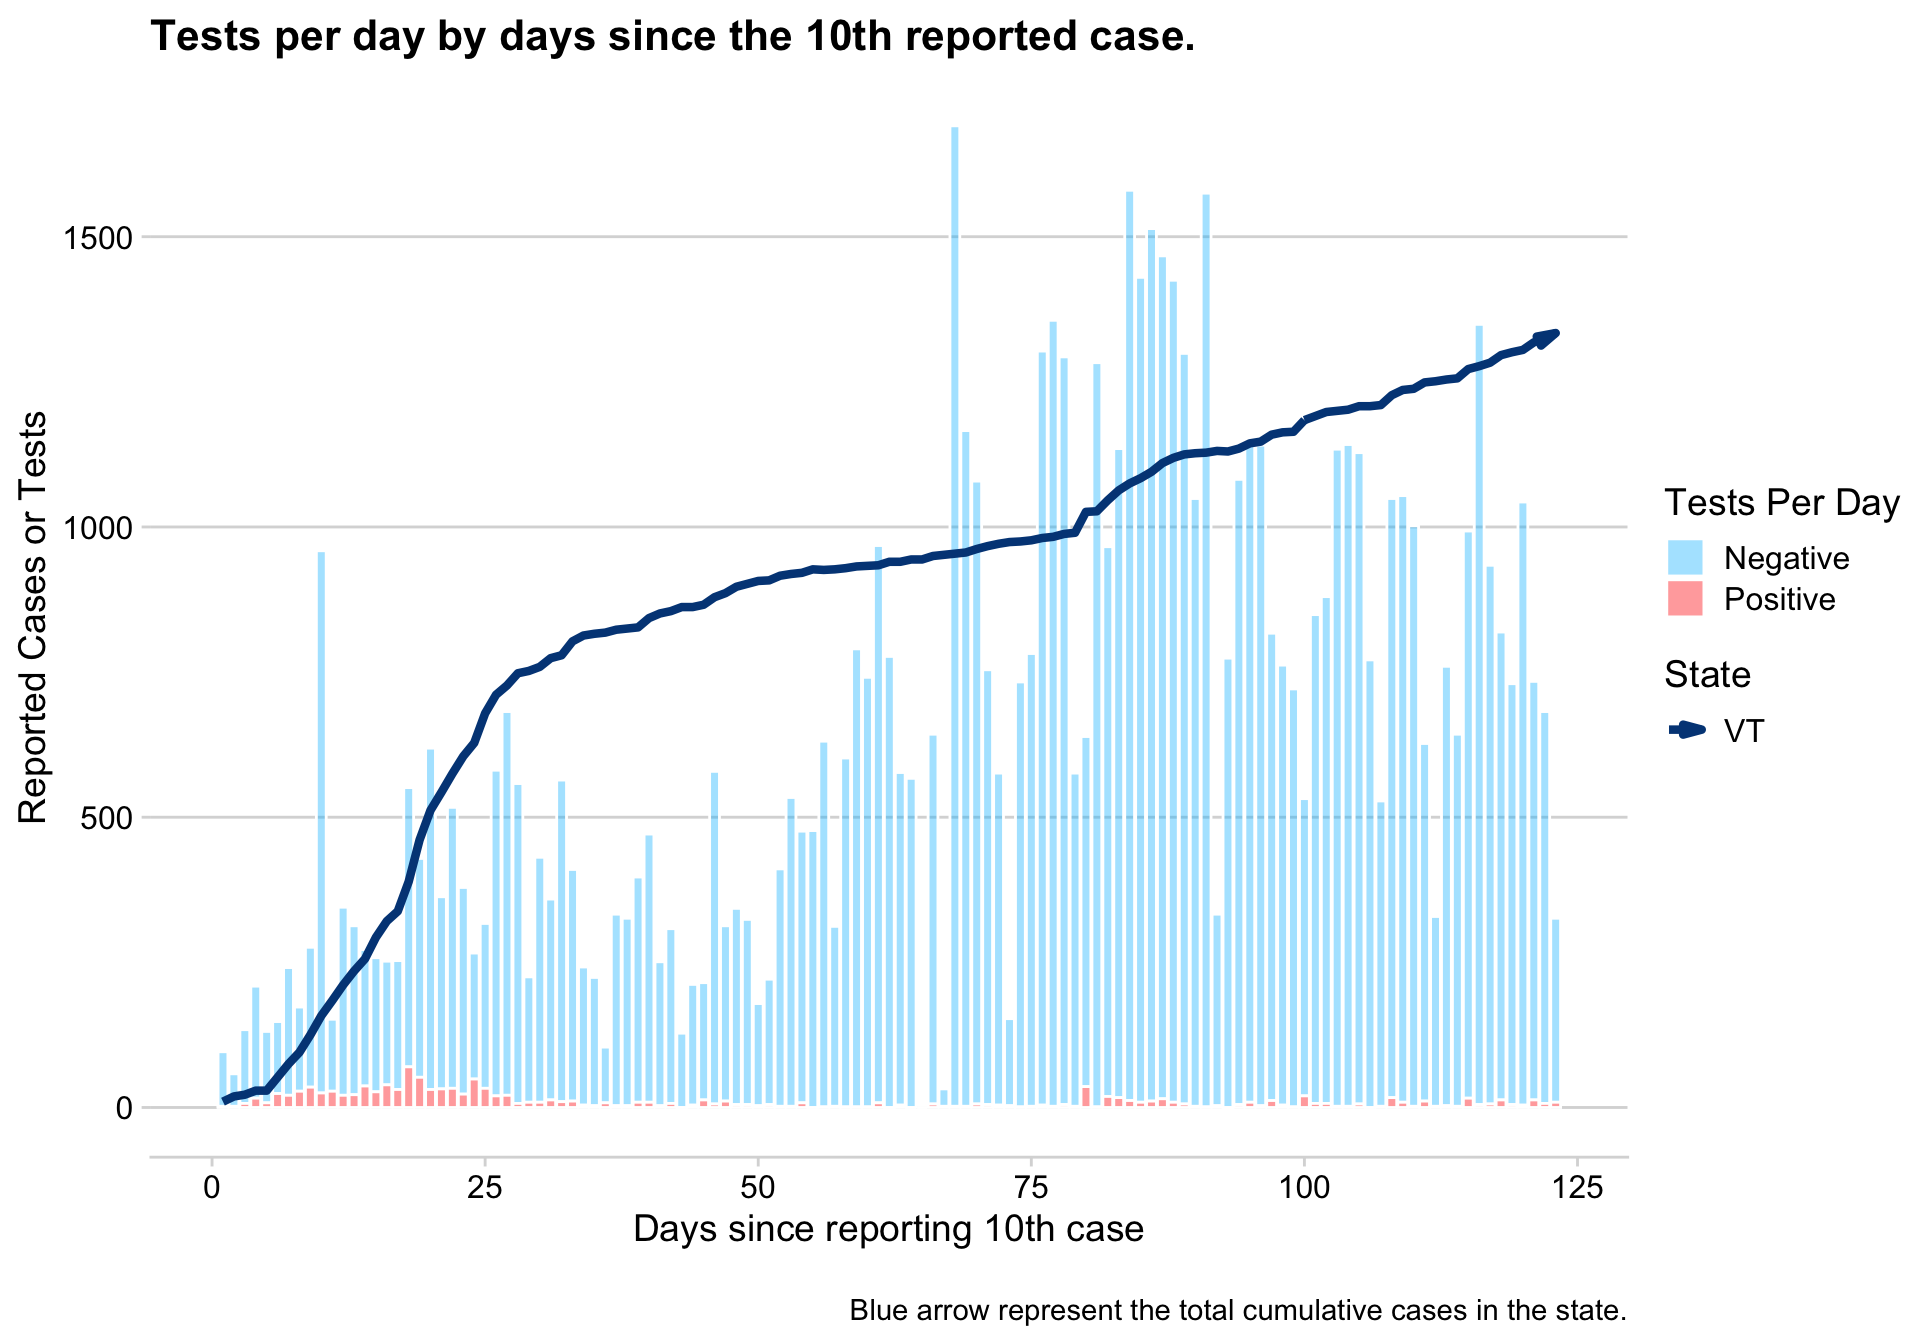 Tests per day by days since the 10th reported case.
1500
1000
500
0
Reported Cases or Tests
0 25 50 75 100 125
Days since reporting 10th case
Tests Per Day
Negative
Positive
State
VT
Blue arrow represent the total cumulative cases in the state.